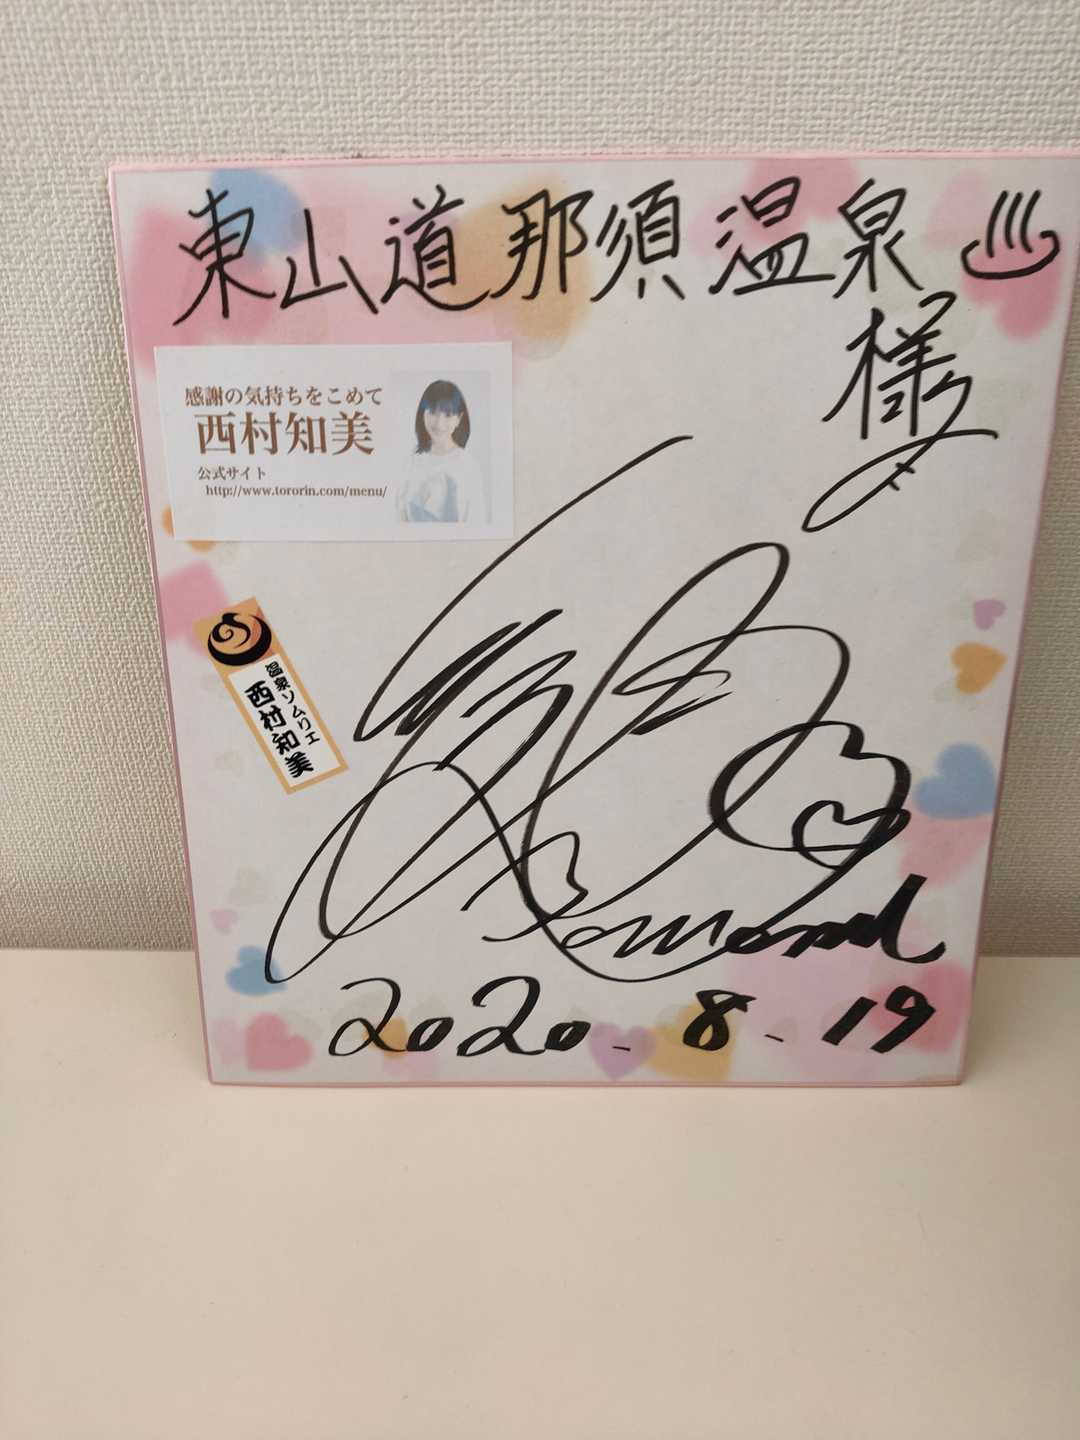 東山道那須温泉♨
様
感謝の気持ちをこめて
西村知美
公式サイト
http://www.tororin.com/menu/
温泉ソムリエ
西村知美
2020.8.19